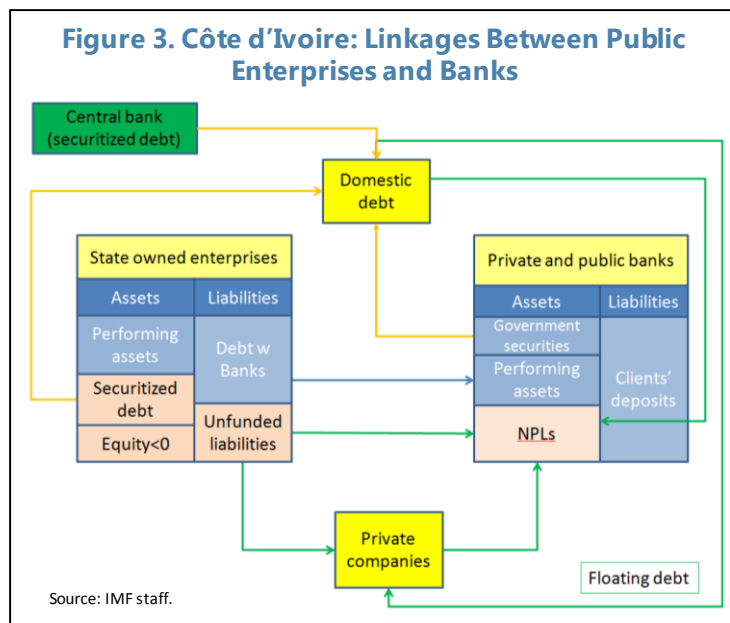 Figure 3. Côte d’Ivoire: Linkages Between Public
Enterprises and Banks
Central bank
(securitized debt)
Domestic
debt
State owned enterprises
Assets
Liabilities
Performing
assets
Debt w
Banks
Securitized
debt
Equity<0
Unfunded
liabilities
Private and public banks
Assets
Liabilities
Government
securities
Performing
assets
NPLs
Clients’
deposits
Private
companies
Floating debt
Source: IMF staff.